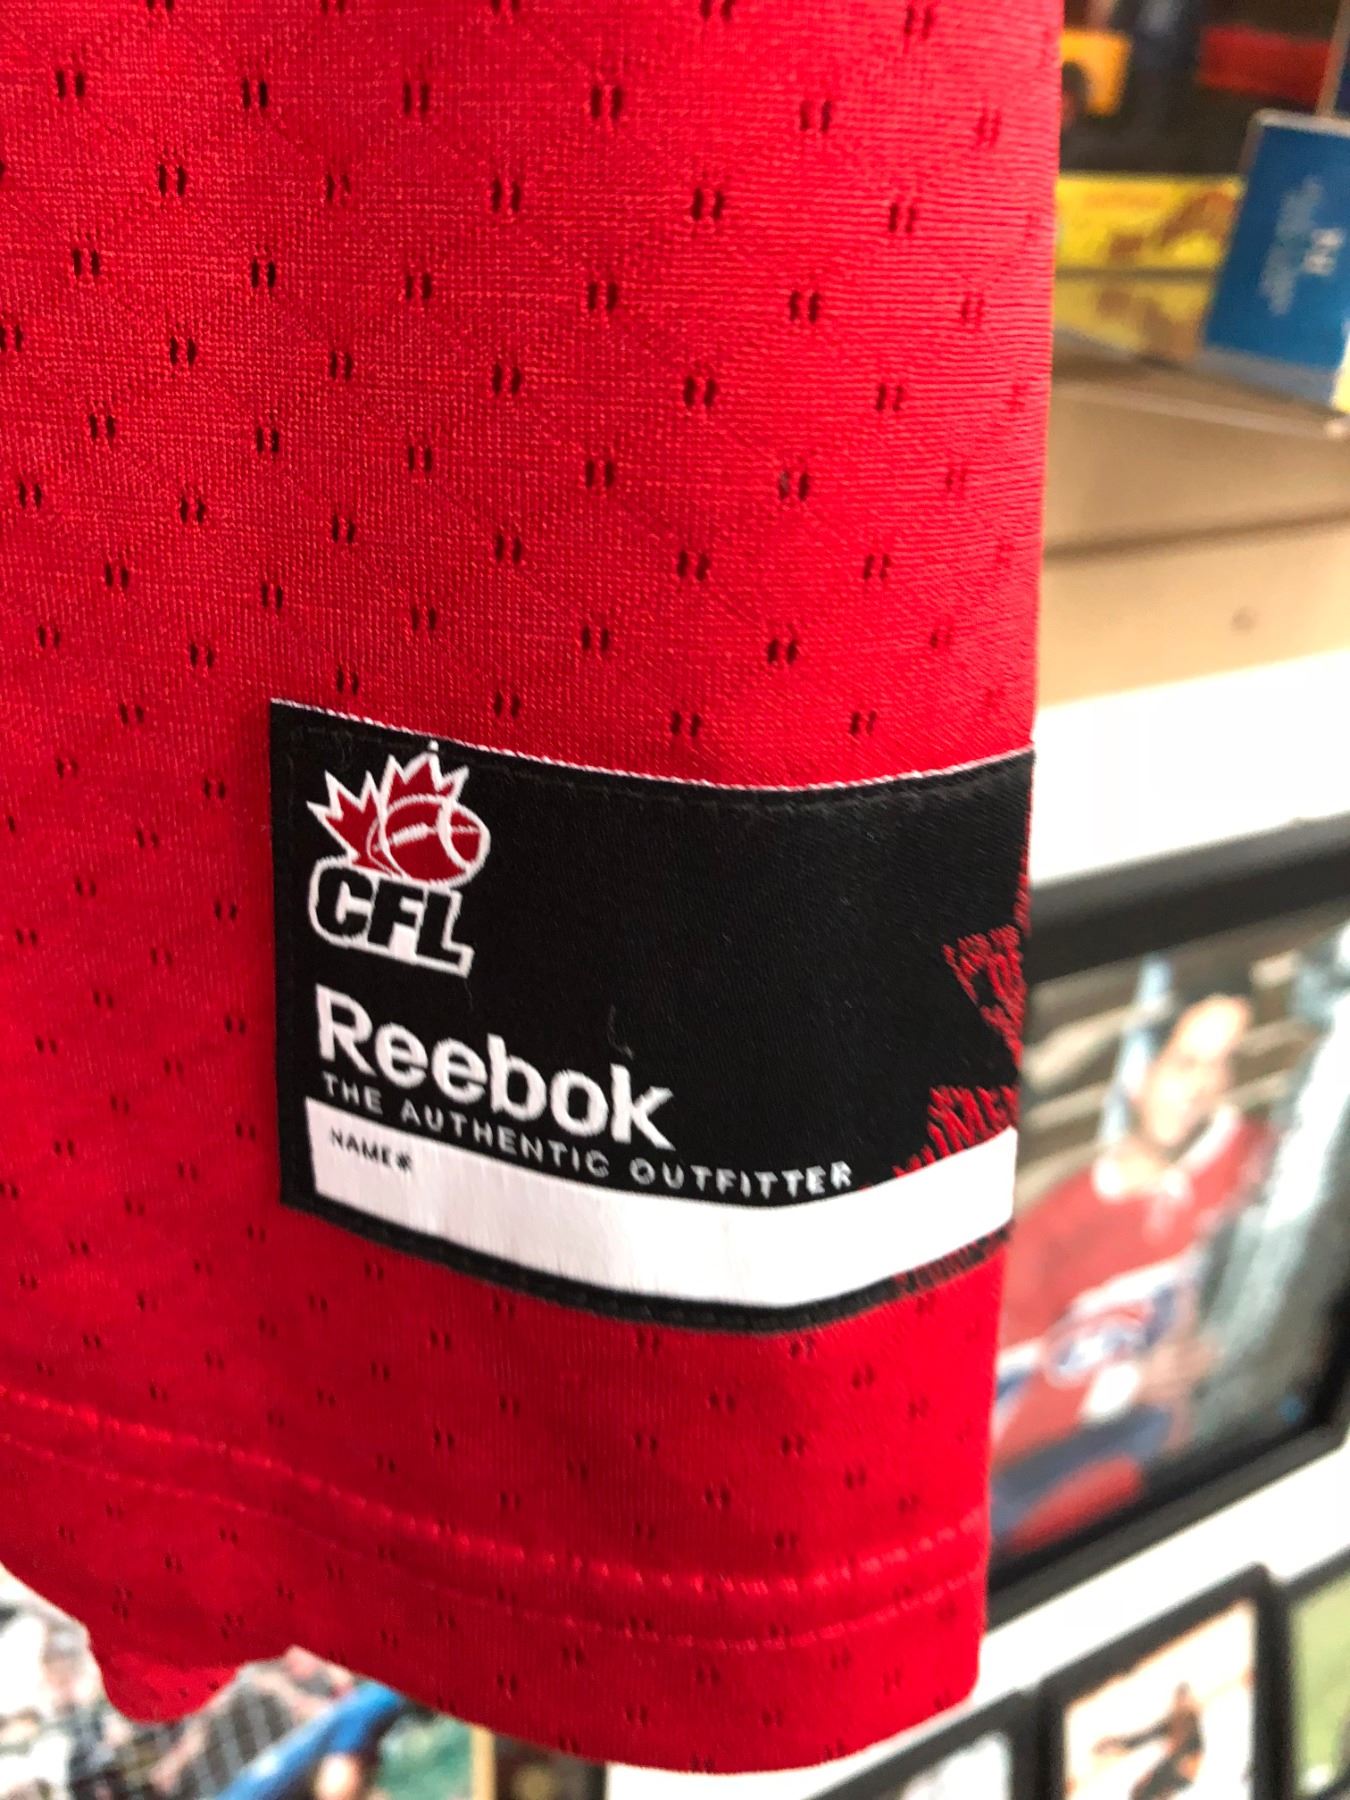 CFL
Reebok
THE AUTHENTIC OUTFITTER
NAME#